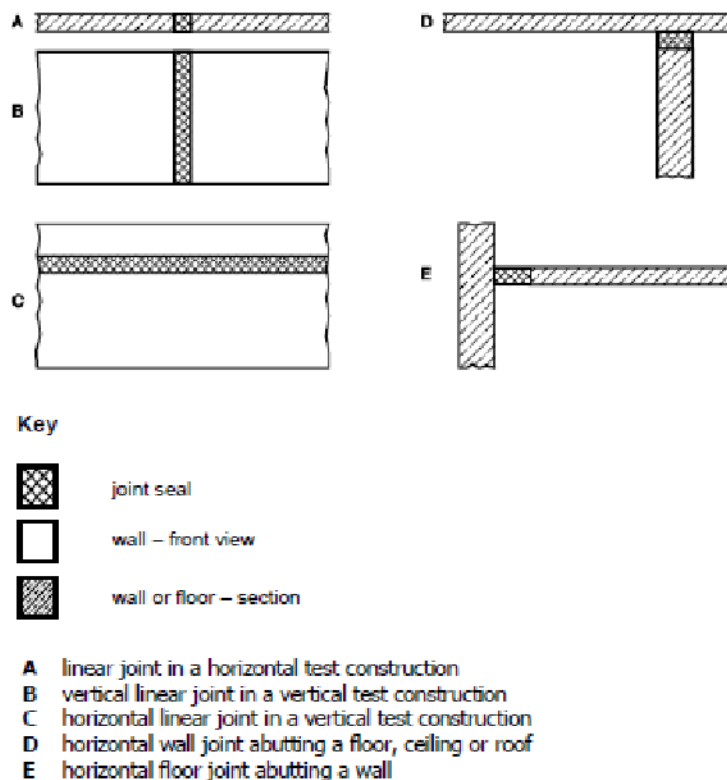 A
D
B
C
E
Key
joint seal
wall – front view
wall or floor – section
A linear joint in a horizontal test construction
B vertical linear joint in a vertical test construction
C horizontal linear joint in a vertical test construction
D horizontal wall joint abutting a floor, ceiling or roof
E horizontal floor joint abutting a wall